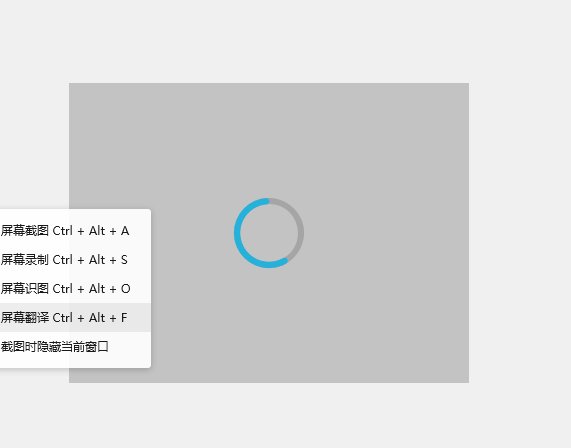 屏幕截图 Ctrl + Alt + A
屏幕录制 Ctrl + Alt + S
屏幕识图 Ctrl + Alt + O
屏幕翻译 Ctrl + Alt + F
截图时隐藏当前窗口